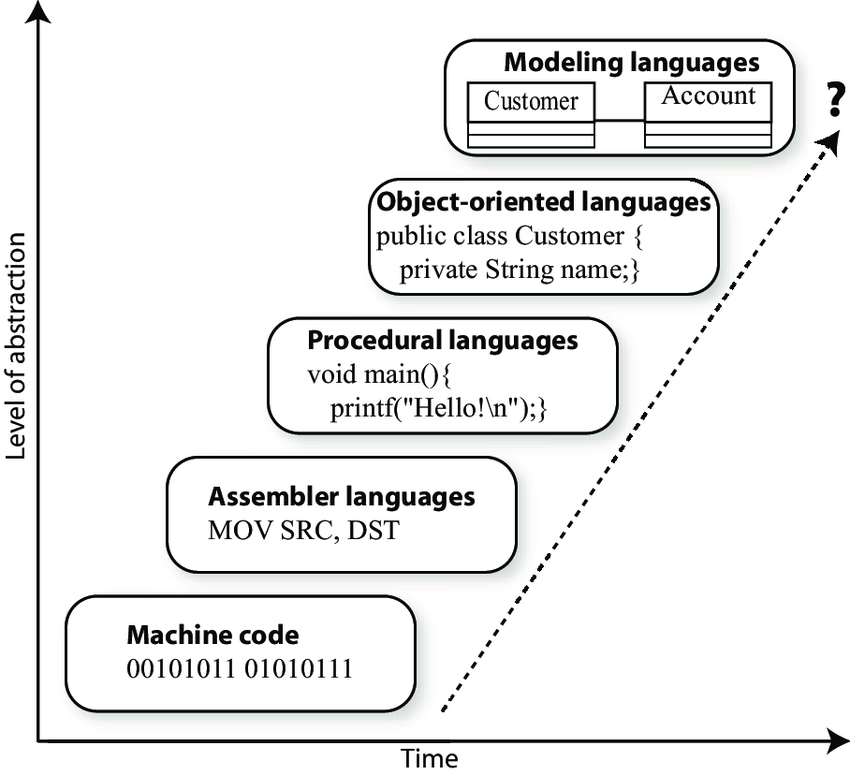 Modeling languages
Customer
Account
?
Object-oriented languages
public class Customer {
private String name;}
Procedural languages
void main(){
printf("Hello!\n");}
Assembler languages
MOV SRC, DST
Machine code
00101011 01010111
Level of abstraction
Time